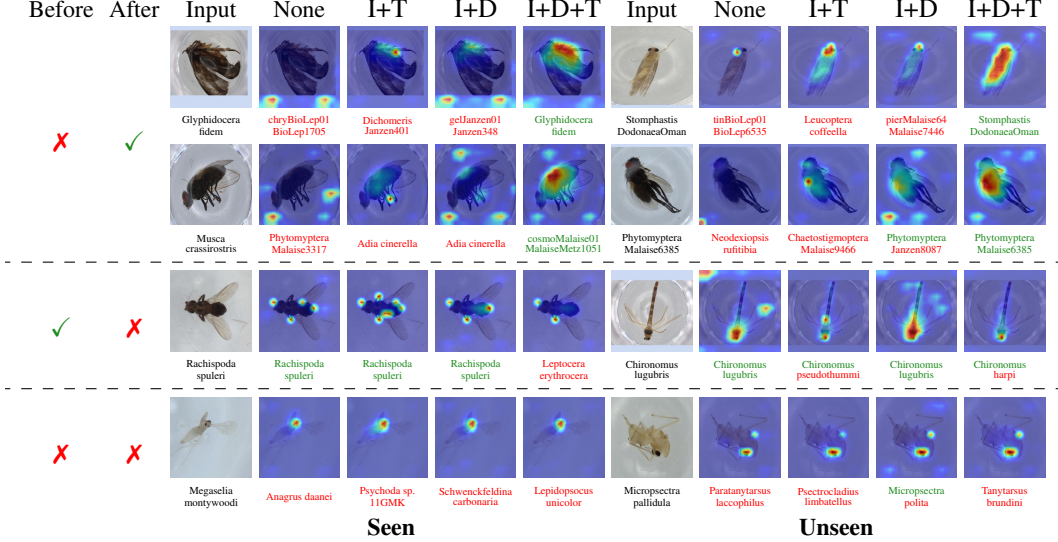 Before After Input None I+T I+D I+D+T Input None I+T I+D I+D+T
✗ ✓
Glyphidocera chryBioLep01 Dichomeris gelJanzen01 Glyphidocera Stomphastis tinBioLep01 Leucoptera pierMalaise64 Stomphastis
fidem BioLep1705 Janzen401 Janzen348 fidem DodonaeaOman BioLep6535 coffeella Malaise7446 DodonaeaOman
Musca Phytomyptera Adia cinerella Adia cinerella cosmoMalaise01 Phytomyptera Neodexiopsis Chaetostigmoptera Phytomyptera Phytomyptera
crassirostris Malaise3317 MalaiseMetz1051 Malaise6385 rufitibia Malaise9466 Janzen8087 Malaise6385
✓ ✗
Rachispoda Rachispoda Rachispoda Rachispoda Leptocera Chironomus Chironomus Chironomus Chironomus Chironomus
spuleri spuleri spuleri spuleri erythrocera lugubris lugubris pseudothummi lugubris harpi
✗ ✗
Megaselia Anagrus daanei Psychoda sp. Schwenckfeldina Lepidopsocus Micropsectra Paratanytarsus Psectrocladius Micropsectra Tanytarsus
montywoodi 11GMK carbonaria unicolor pallidula laccophilus limbatellus polita brundini
Seen Unseen